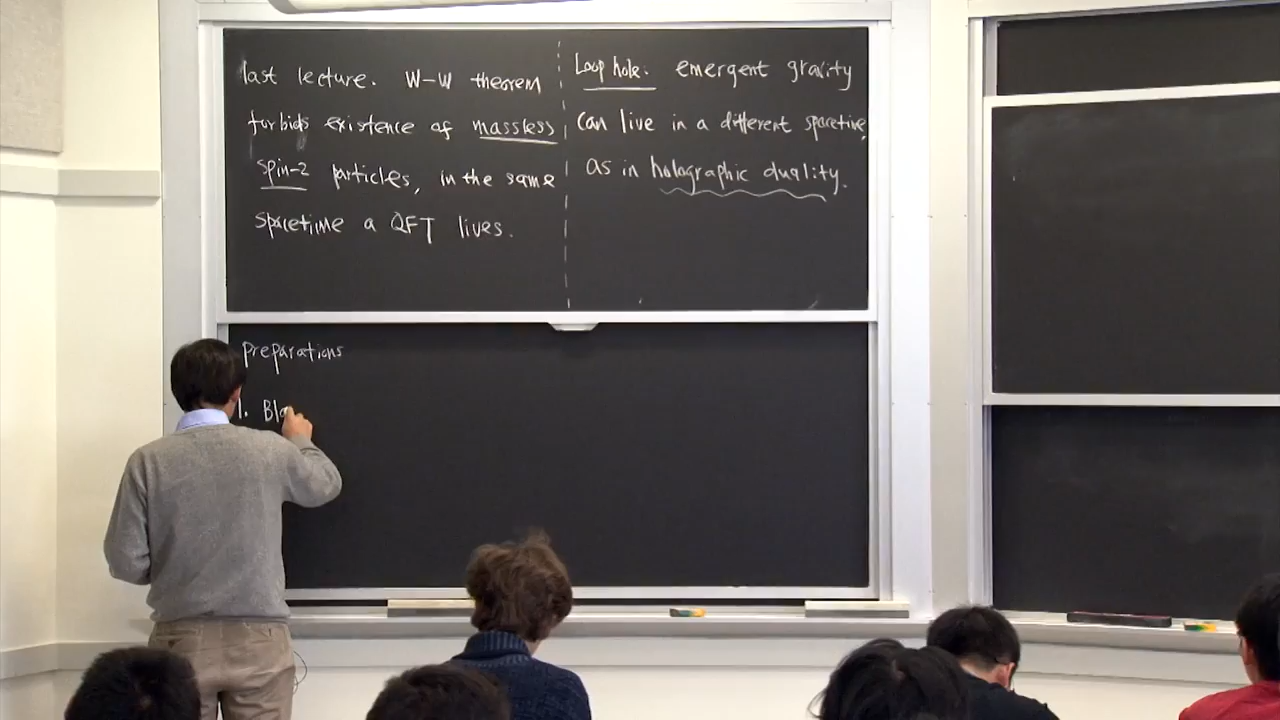 last lecture. W-W theorem
forbids existence of massless
spin-2 particles, in the same
spacetime a QFT lives.
Loop hole: emergent gravity
can live in a different spacetime,
as in holographic duality.
preparations
1. Bla